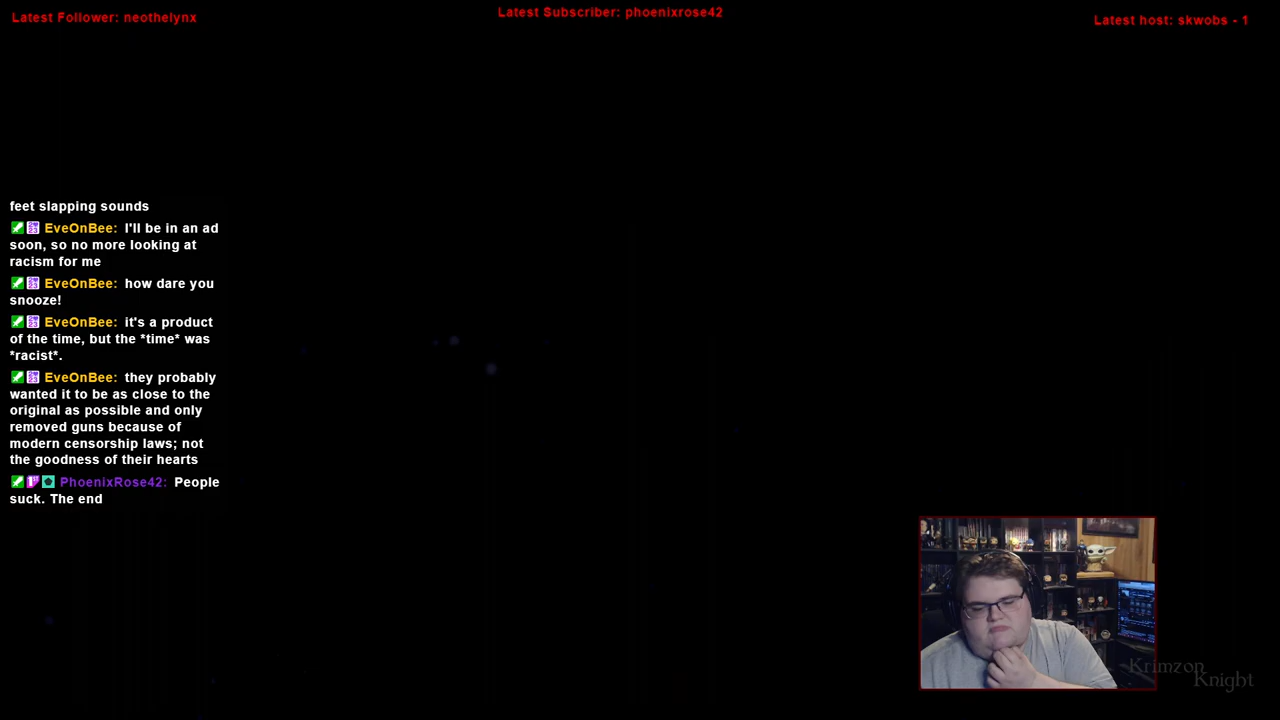 Latest Follower: neothelynx
Latest Subscriber: phoenixrose42
Latest host: skwobs - 1
feet slapping sounds
EveOnBee: I'll be in an ad
soon, so no more looking at
racism for me
EveOnBee: how dare you
snooze!
EveOnBee: it's a product
of the time, but the *time* was
*racist*.
EveOnBee: they probably
wanted it to be as close to the
original as possible and only
removed guns because of
modern censorship laws; not
the goodness of their hearts
PhoenixRose42: People
suck. The end
Krimzon
Knight